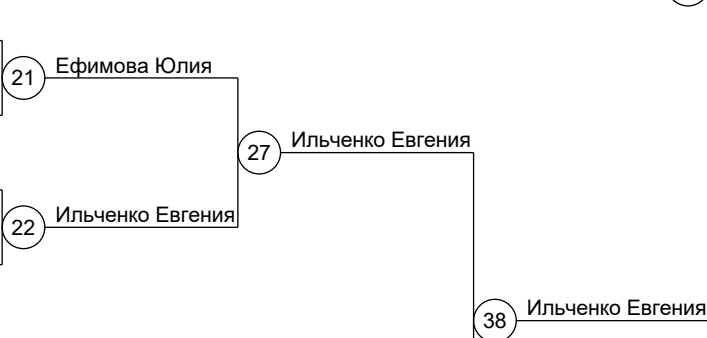 21 Ефимова Юлия
27 Ильченко Евгения
22 Ильченко Евгения
38 Ильченко Евгения